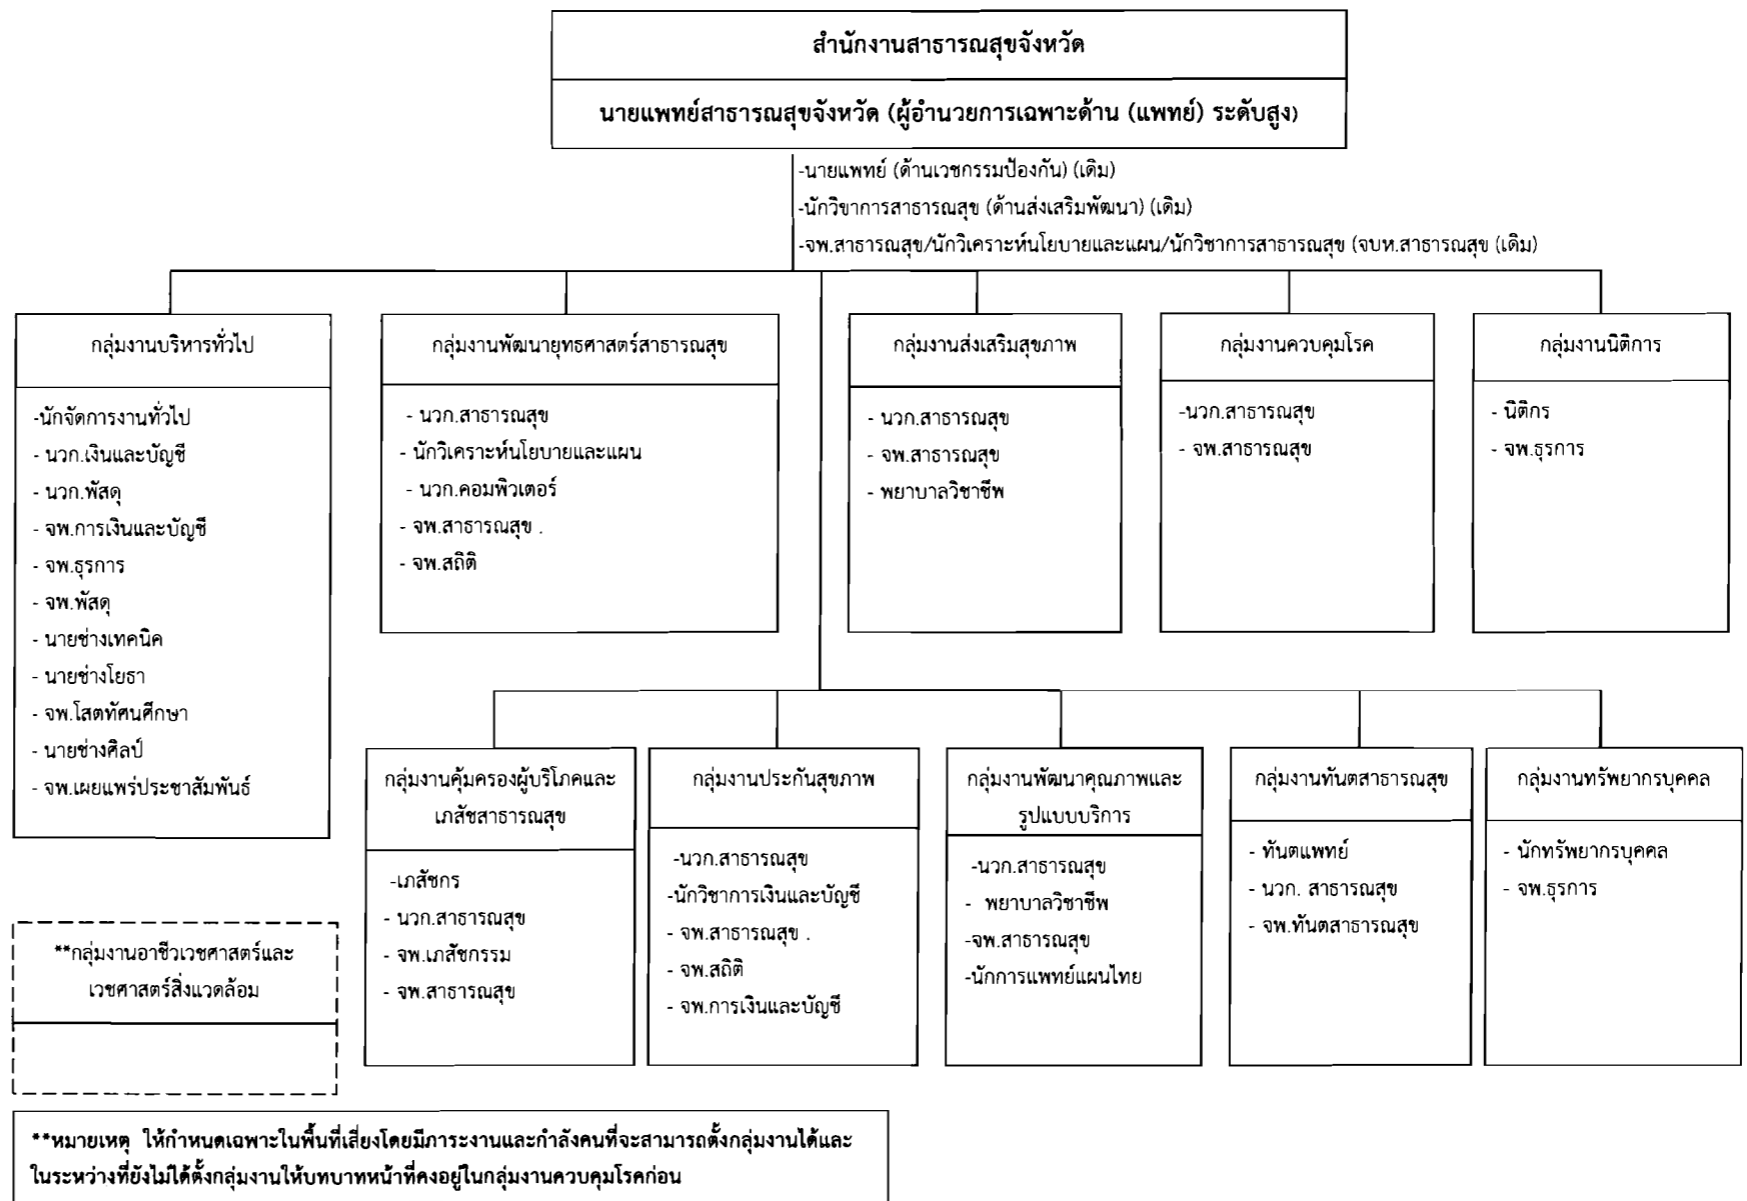 สำนักงานสาธารณสุขจังหวัด
นายแพทย์สาธารณสุขจังหวัด (ผู้อำนวยการเฉพาะด้าน (แพทย์) ระดับสูง)
-นายแพทย์ (ด้านเวชกรรมป้องกัน) (เดิม)
-นักวิขาการสาธารณสุข (ด้านส่งเสริมพัฒนา) (เดิม)
-จพ.สาธารณสุข/นักวิเคราะห์นโยบายและแผน/นักวิชาการสาธารณสุข (จบห.สาธารณสุข (เดิม)
กลุ่มงานบริหารทั่วไป
-นักจัดการงานทั่วไป
- นวก.เงินและบัญชี
- นวก.พัสดุ
- จพ.การเงินและบัญชี
- จพ.ธุรการ
- จพ.พัสดุ
- นายช่างเทคนิค
- นายช่างโยธา
- จพ.โสตทัศนศึกษา
- นายช่างศิลป์
- จพ.เผยแพร่ประชาสัมพันธ์
กลุ่มงานพัฒนายุทธศาสตร์สาธารณสุข
- นวก.สาธารณสุข
- นักวิเคราะห์นโยบายและแผน
- นวก.คอมพิวเตอร์
- จพ.สาธารณสุข .
- จพ.สถิติ
กลุ่มงานส่งเสริมสุขภาพ
- นวก.สาธารณสุข
- จพ.สาธารณสุข
- พยาบาลวิชาชีพ
กลุ่มงานควบคุมโรค
-นวก.สาธารณสุข
- จพ.สาธารณสุข
กลุ่มงานนิติการ
- นิติกร
- จพ.ธุรการ
กลุ่มงานคุ้มครองผู้บริโภคและ
เภสัชสาธารณสุข
-เภสัชกร
- นวก.สาธารณสุข
- จพ.เภสัชกรรม
- จพ.สาธารณสุข
กลุ่มงานประกันสุขภาพ
-นวก.สาธารณสุข
-นักวิชาการเงินและบัญชี
- จพ.สาธารณสุข .
- จพ.สถิติ
- จพ.การเงินและบัญชี
กลุ่มงานพัฒนาคุณภาพและ
รูปแบบบริการ
-นวก.สาธารณสุข
- พยาบาลวิชาชีพ
-จพ.สาธารณสุข
-นักการแพทย์แผนไทย
กลุ่มงานทันตสาธารณสุข
- ทันตแพทย์
- นวก. สาธารณสุข
- จพ.ทันตสาธารณสุข
กลุ่มงานทรัพยากรบุคคล
- นักทรัพยากรบุคคล
- จพ.ธุรการ
**กลุ่มงานอาชีวเวชศาสตร์และ
เวชศาสตร์สิ่งแวดล้อม
**หมายเหตุ ให้กำหนดเฉพาะในพื้นที่เสี่ยงโดยมีภาระงานและกำลังคนที่จะสามารถตั้งกลุ่มงานได้และ
ในระหว่างที่ยังไม่ได้ตั้งกลุ่มงานให้บทบาทหน้าที่คงอยู่ในกลุ่มงานควบคุมโรคก่อน